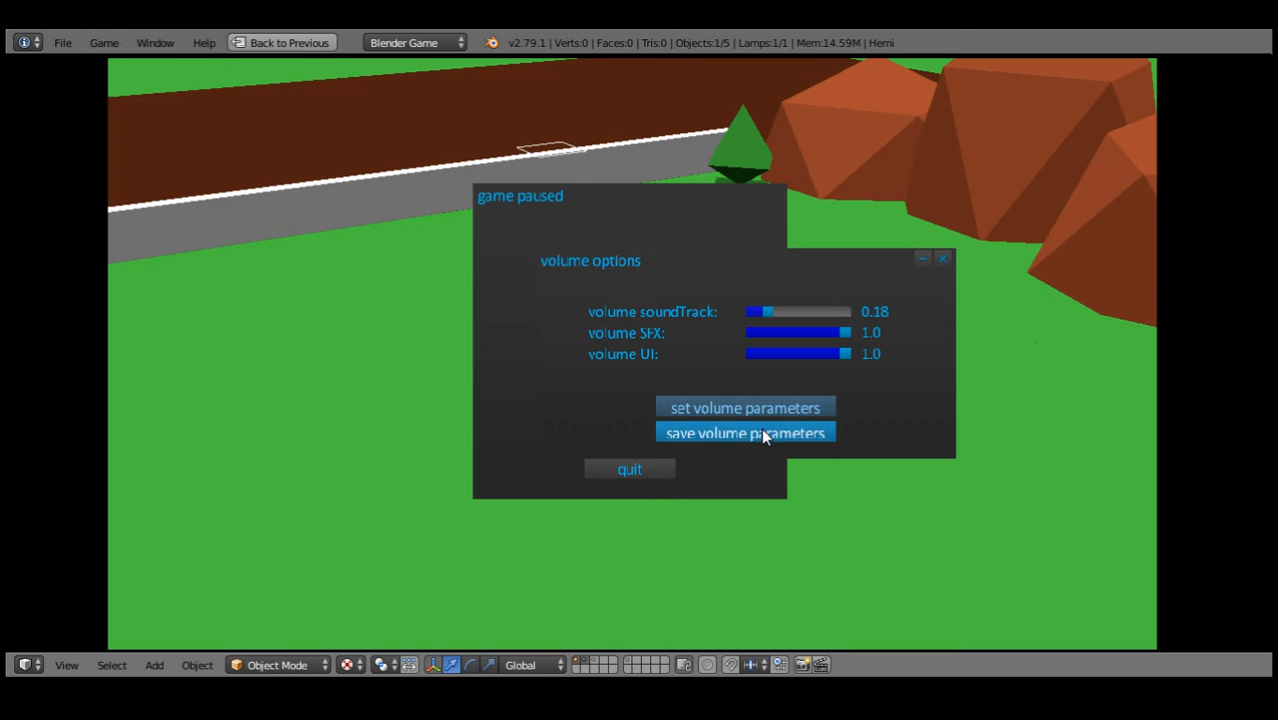 File Game Window Help Back to Previous Blender Game v2.79.1 | Verts:0 | Faces:0 | Tris:0 | Objects:1/5 | Lamps:1/1 | Mem:14.59M | Hemi
game paused
volume options
volume soundTrack: 0.18
volume SFX: 1.0
volume UI: 1.0
set volume parameters
save volume parameters
quit
View Select Add Object Object Mode Global